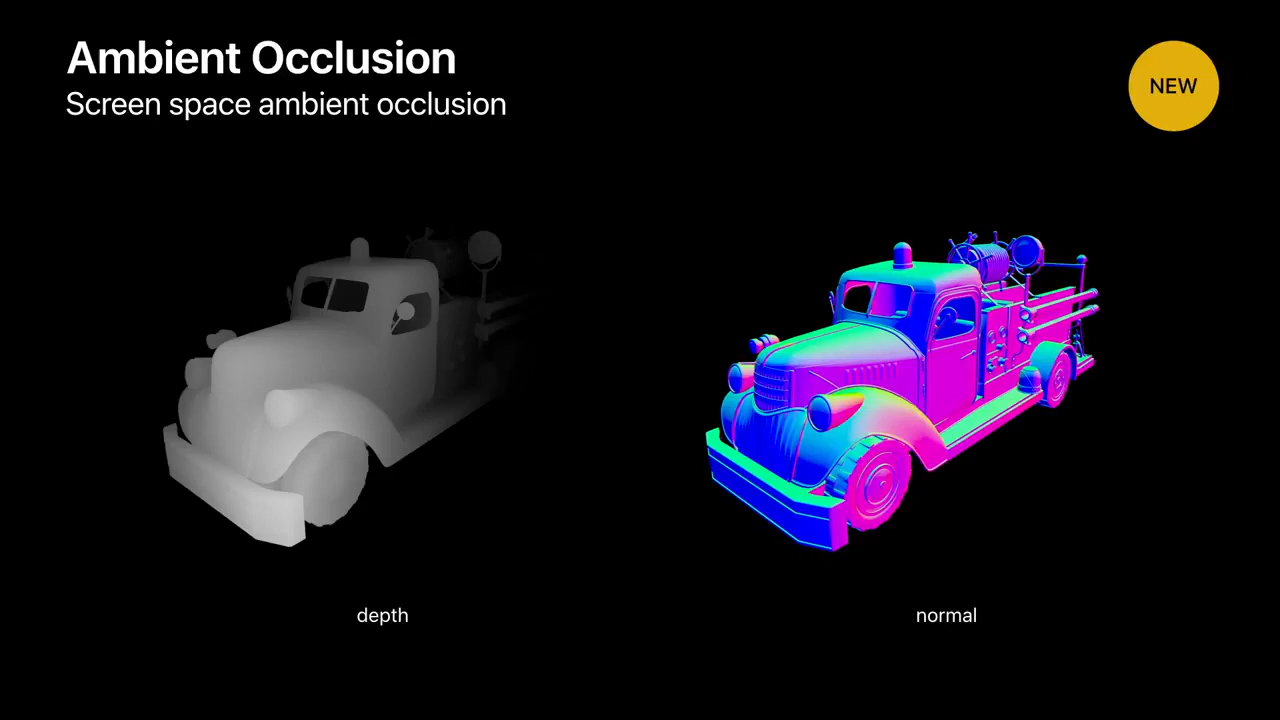 Ambient Occlusion
Screen space ambient occlusion
NEW
depth
normal